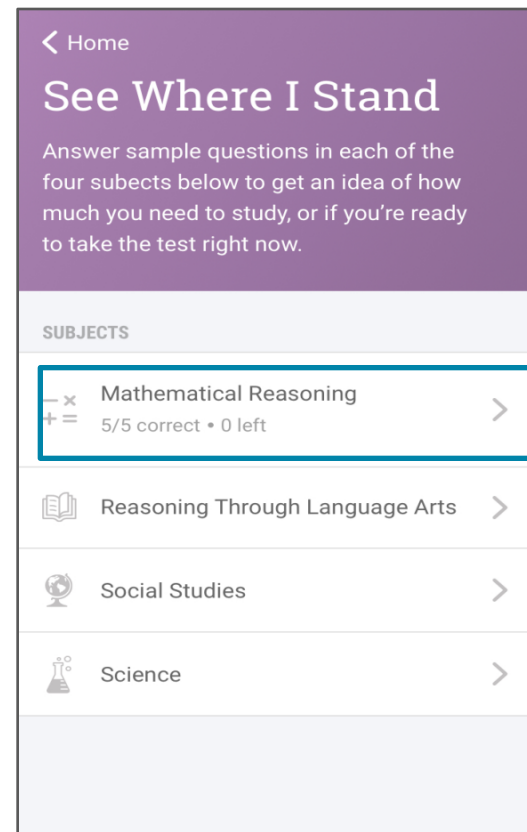 Home
See Where I Stand
Answer sample questions in each of the
four subects below to get an idea of how
much you need to study, or if you’re ready
to take the test right now.
SUBJECTS
Mathematical Reasoning
5/5 correct • 0 left
Reasoning Through Language Arts
Social Studies
Science